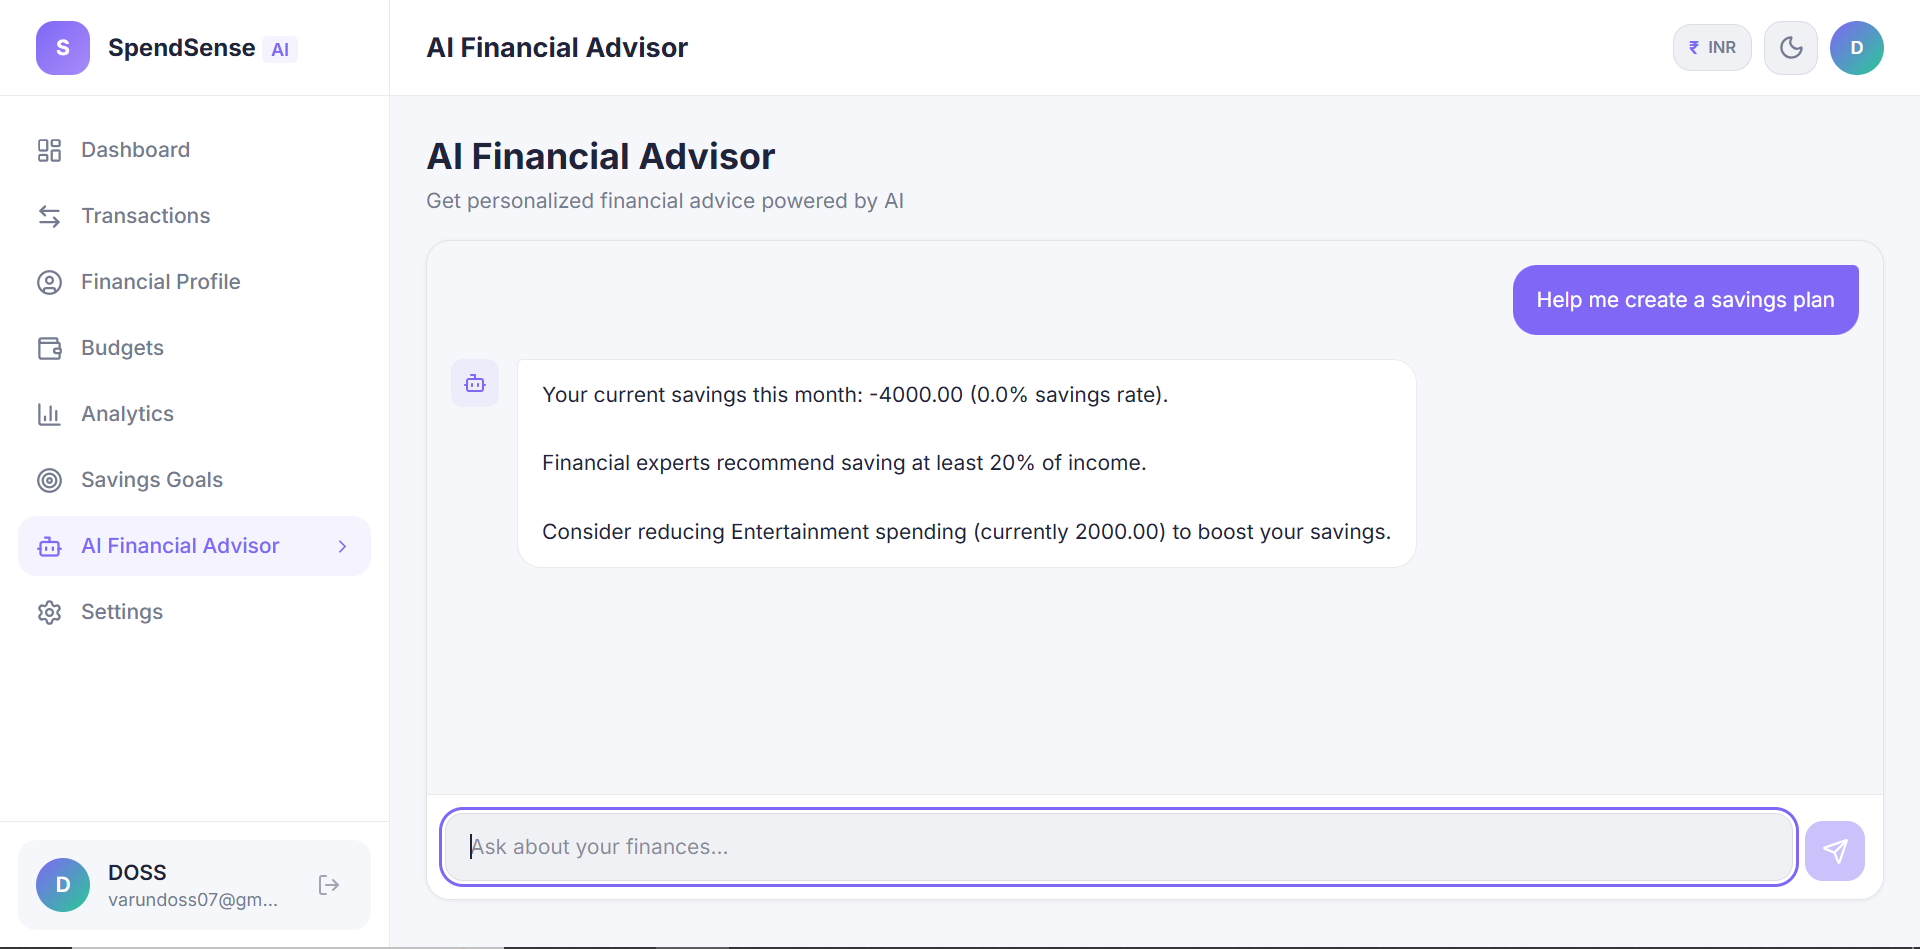 S
SpendSense AI
AI Financial Advisor
₹ INR
D
Dashboard
Transactions
Financial Profile
Budgets
Analytics
Savings Goals
AI Financial Advisor
Settings
AI Financial Advisor
Get personalized financial advice powered by AI
Help me create a savings plan
Your current savings this month: -4000.00 (0.0% savings rate).
Financial experts recommend saving at least 20% of income.
Consider reducing Entertainment spending (currently 2000.00) to boost your savings.
Ask about your finances...
D
DOSS
varundoss07@gm...